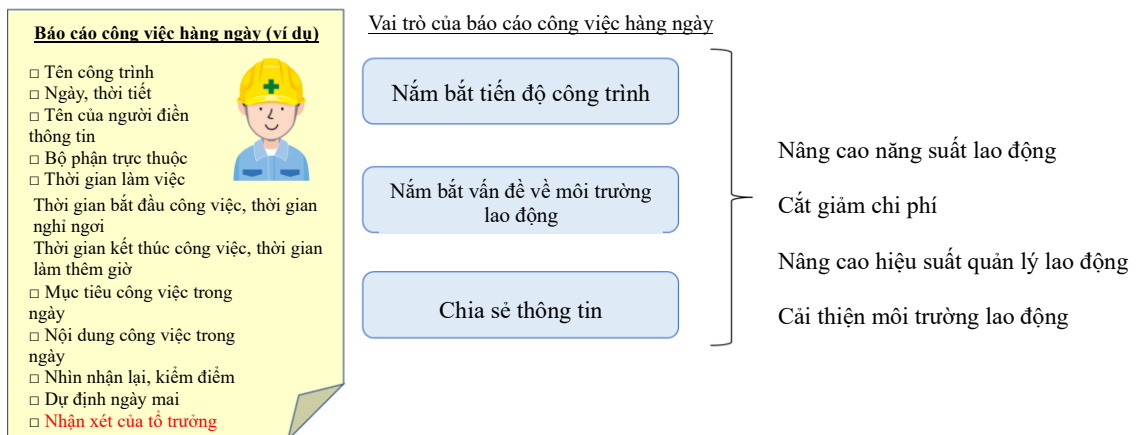 Báo cáo công việc hàng ngày (ví dụ)
□ Tên công trình
□ Ngày, thời tiết
□ Tên của người điền
thông tin
□ Bộ phận trực thuộc
□ Thời gian làm việc
Thời gian bắt đầu công việc, thời gian
nghỉ ngơi
Thời gian kết thúc công việc, thời gian
làm thêm giờ
□ Mục tiêu công việc trong
ngày
□ Nội dung công việc trong
ngày
□ Nhìn nhận lại, kiểm điểm
□ Dự định ngày mai
□ Nhận xét của tổ trưởng
Vai trò của báo cáo công việc hàng ngày
Nắm bắt tiến độ công trình
Nắm bắt vấn đề về môi trường
lao động
Chia sẻ thông tin
Nâng cao năng suất lao động
Cắt giảm chi phí
Nâng cao hiệu suất quản lý lao động
Cải thiện môi trường lao động